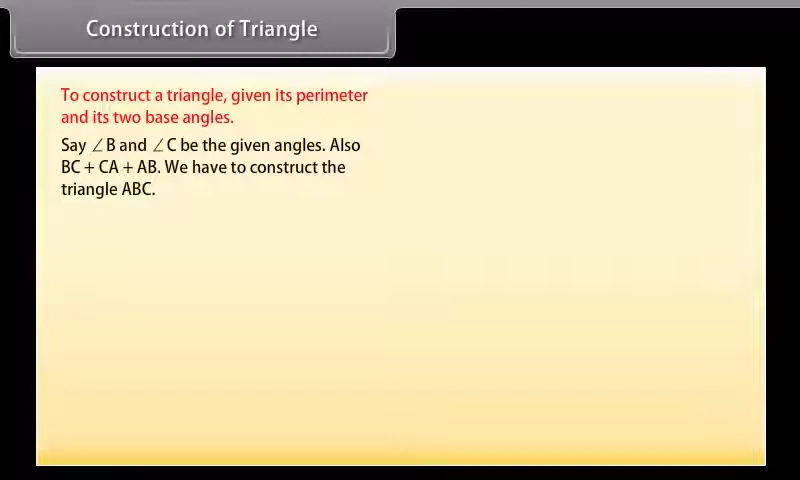 Construction of Triangle
To construct a triangle, given its perimeter
and its two base angles.
Say ∠B and ∠C be the given angles. Also
BC + CA + AB. We have to construct the
triangle ABC.